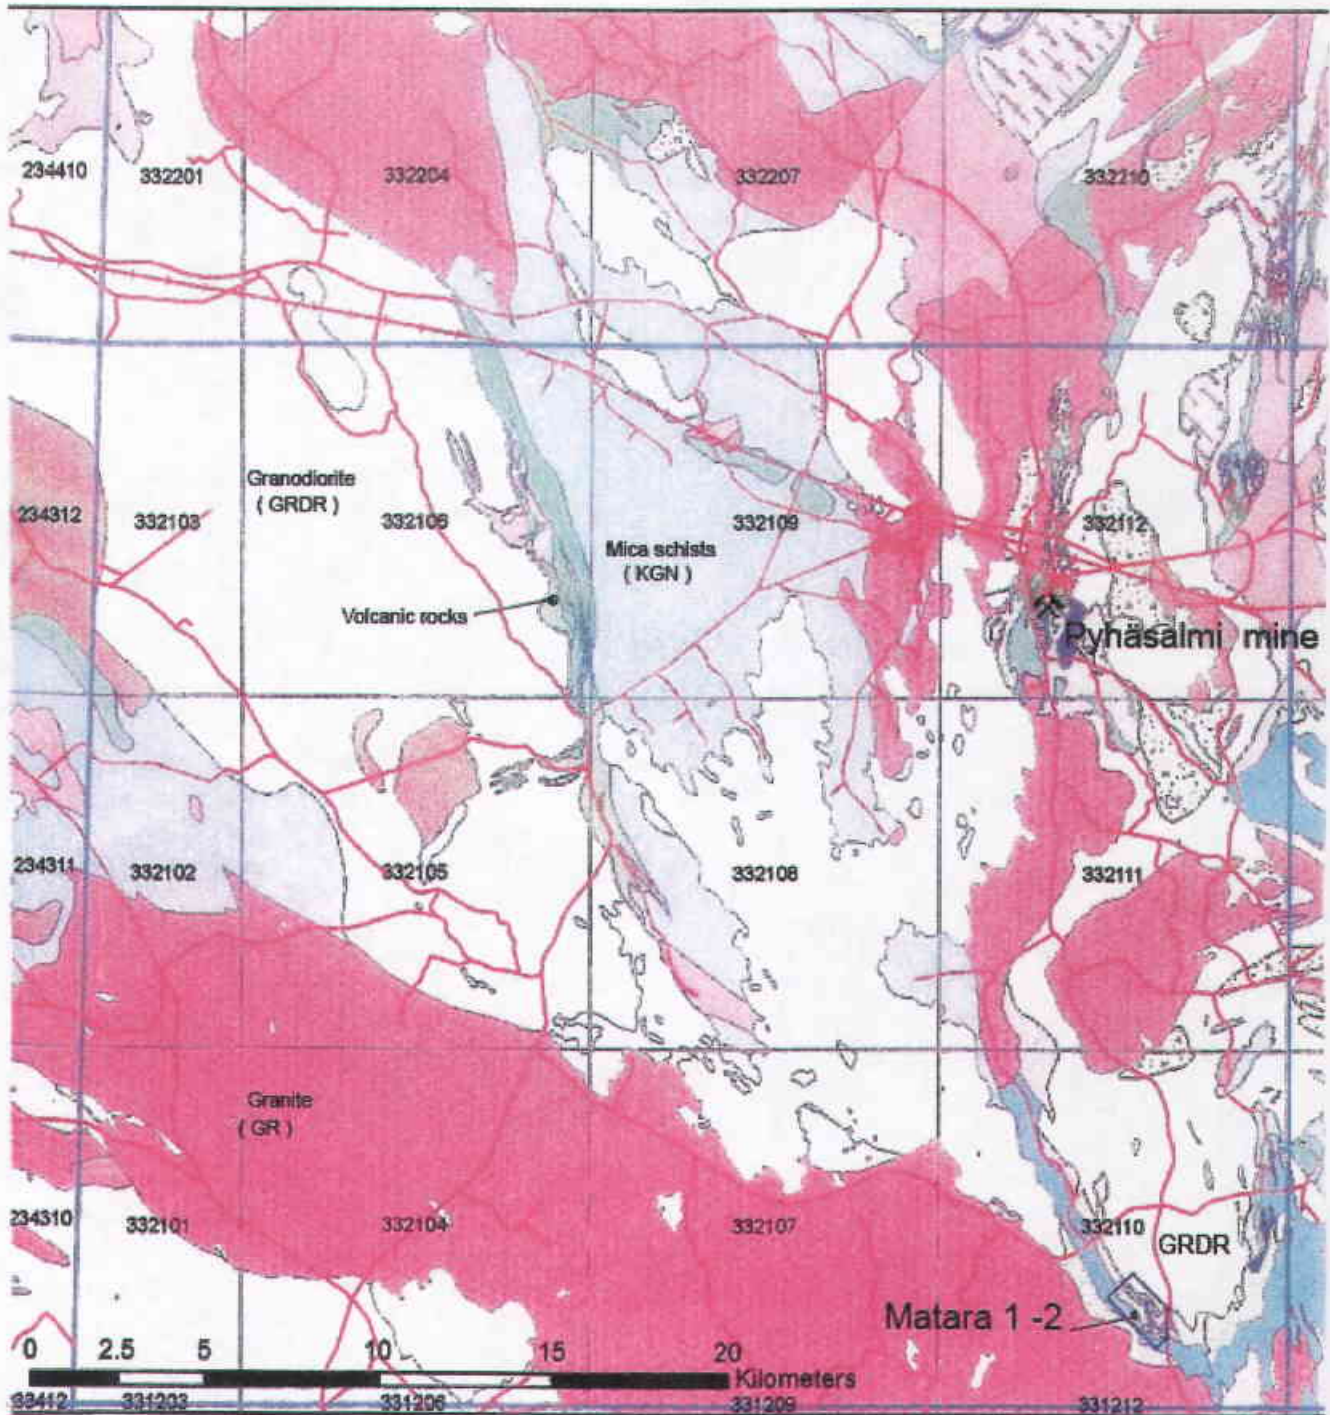 234410 332201 332204 332207 332210
Granodiorite
( GRDR )
234312 332103 332106 332109 332112
Mica schists
( KGN )
Volcanic rocks
Pyhäsalmi mine
234311 332102 332105 332108 332111
Granite
( GR )
234310 332101 332104 332107 332110
GRDR
Matara 1 -2
0 2.5 5 10 15 20
Kilometers
331203 331206 331209 331212